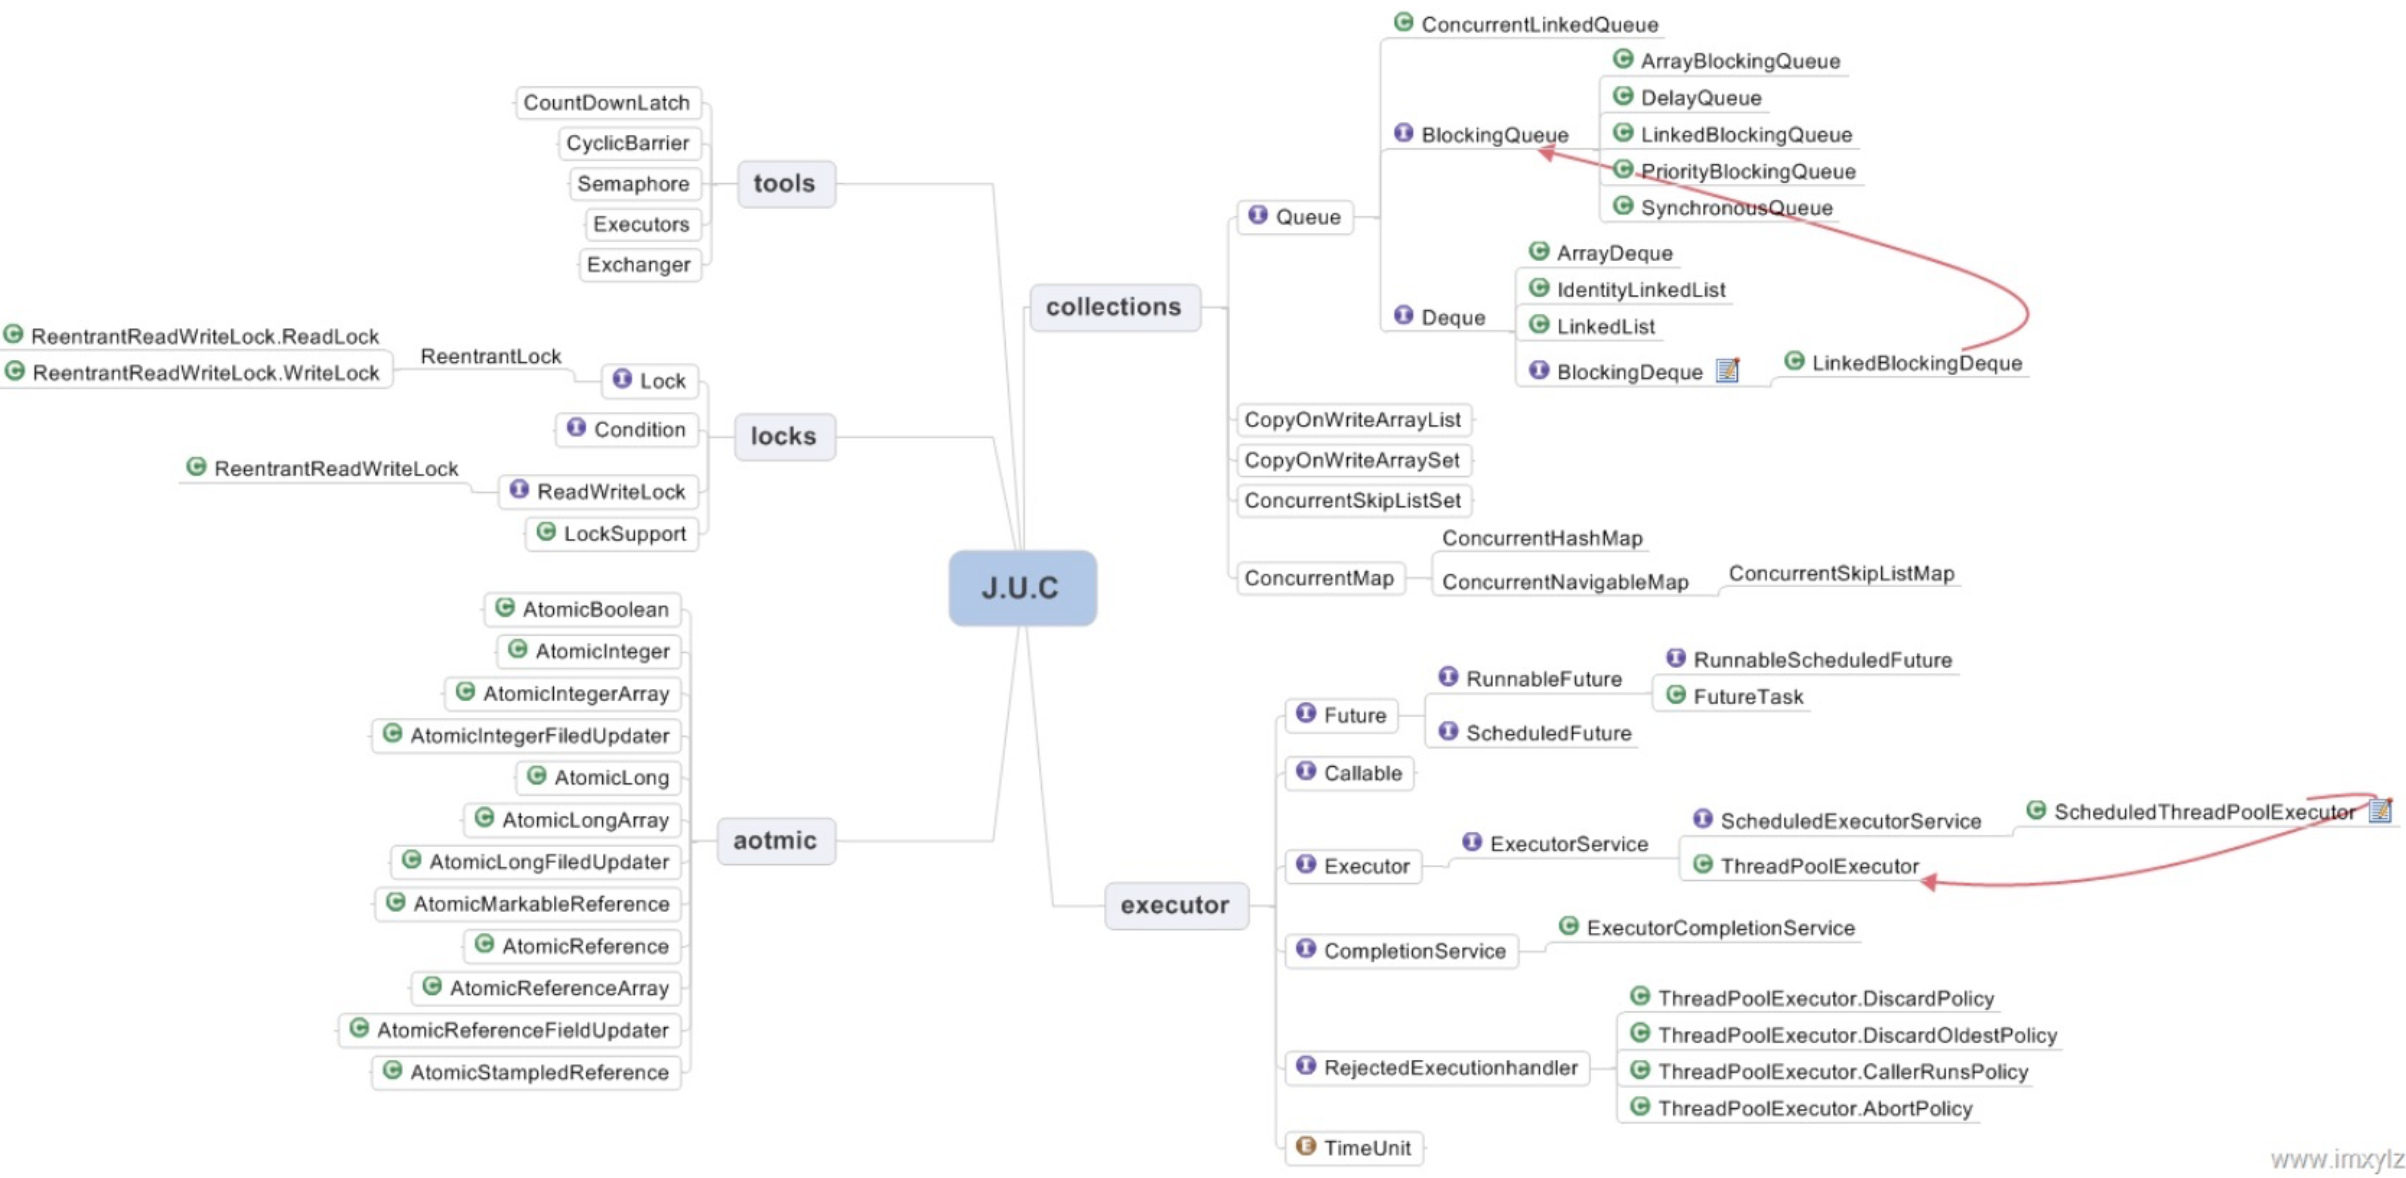 J.U.C
tools
CountDownLatch
CyclicBarrier
Semaphore
Executors
Exchanger
locks
Lock
ReentrantLock
ReentrantReadWriteLock.ReadLock
ReentrantReadWriteLock.WriteLock
Condition
ReadWriteLock
ReentrantReadWriteLock
LockSupport
aotmic
AtomicBoolean
AtomicInteger
AtomicIntegerArray
AtomicIntegerFiledUpdater
AtomicLong
AtomicLongArray
AtomicLongFiledUpdater
AtomicMarkableReference
AtomicReference
AtomicReferenceArray
AtomicReferenceFieldUpdater
AtomicStampedReference
collections
Queue
ConcurrentLinkedQueue
BlockingQueue
ArrayBlockingQueue
DelayQueue
LinkedBlockingQueue
PriorityBlockingQueue
SynchronousQueue
Deque
ArrayDeque
IdentityLinkedList
LinkedList
BlockingDeque
LinkedBlockingDeque
CopyOnWriteArrayList
CopyOnWriteArraySet
ConcurrentSkipListSet
ConcurrentMap
ConcurrentHashMap
ConcurrentNavigableMap
ConcurrentSkipListMap
executor
Future
RunnableFuture
RunnableScheduledFuture
FutureTask
ScheduledFuture
Callable
Executor
ExecutorService
ScheduledExecutorService
ScheduledThreadPoolExecutor
ThreadPoolExecutor
CompletionService
ExecutorCompletionService
RejectedExecutionhandler
ThreadPoolExecutor.DiscardPolicy
ThreadPoolExecutor.DiscardOldestPolicy
ThreadPoolExecutor.CallerRunsPolicy
ThreadPoolExecutor.AbortPolicy
TimeUnit
www.imxylz